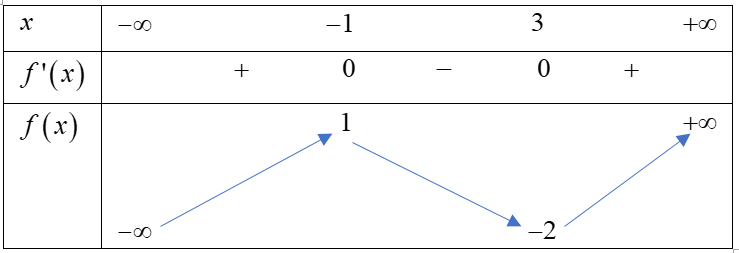 x −∞ −1 3 +∞
f'(x) + 0 − 0 +
f(x) 1 +∞
−∞ −2